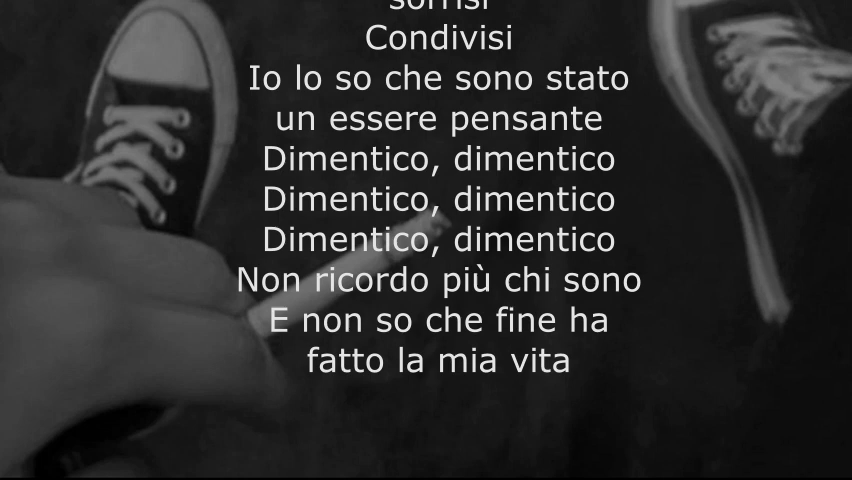 sorrisi
Condivisi
Io lo so che sono stato
un essere pensante
Dimentico, dimentico
Dimentico, dimentico
Dimentico, dimentico
Non ricordo più chi sono
E non so che fine ha
fatto la mia vita